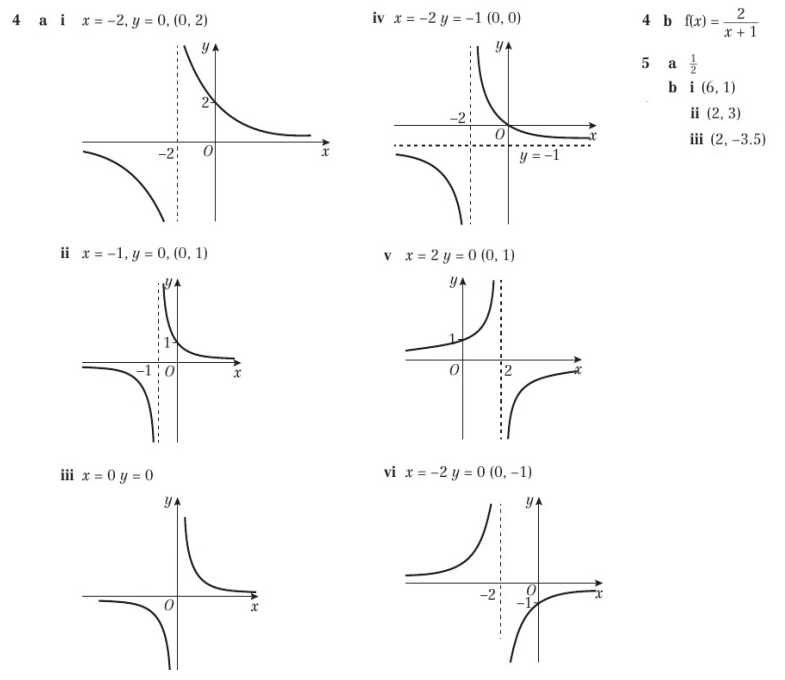 4 a i x = −2, y = 0, (0, 2)
y
2
−2
O
x
ii x = −1, y = 0, (0, 1)
y
1
−1
O
x
iii x = 0 y = 0
y
O
x
iv x = −2 y = −1 (0, 0)
y
−2
O
x
y = −1
v x = 2 y = 0 (0, 1)
y
1
O
2
x
vi x = −2 y = 0 (0, −1)
y
−2
O
−1
x
4 b f(x) = 2/(x + 1)
5 a 1/2
b i (6, 1)
ii (2, 3)
iii (2, −3.5)